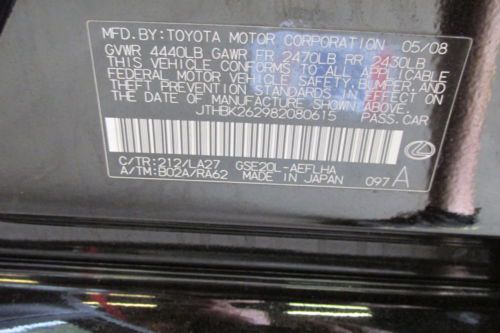 MFD.BY:TOYOTA MOTOR CORPORATION 05/08
GVWR 4440LB GAWR FR 2470LB RR 2430LB
THIS VEHICLE CONFORMS TO ALL APPLICABLE
FEDERAL MOTOR VEHICLE SAFETY,BUMPER,AND
THEFT PREVENTION STANDARDS IN EFFECT ON
THE DATE OF MANUFACTURE SHOWN ABOVE.
JTHBK262982080615 PASS.CAR
C/TR:212/LA27 GSE20L-AEFLHA
A/TM:B02A/RA62 MADE IN JAPAN 097A